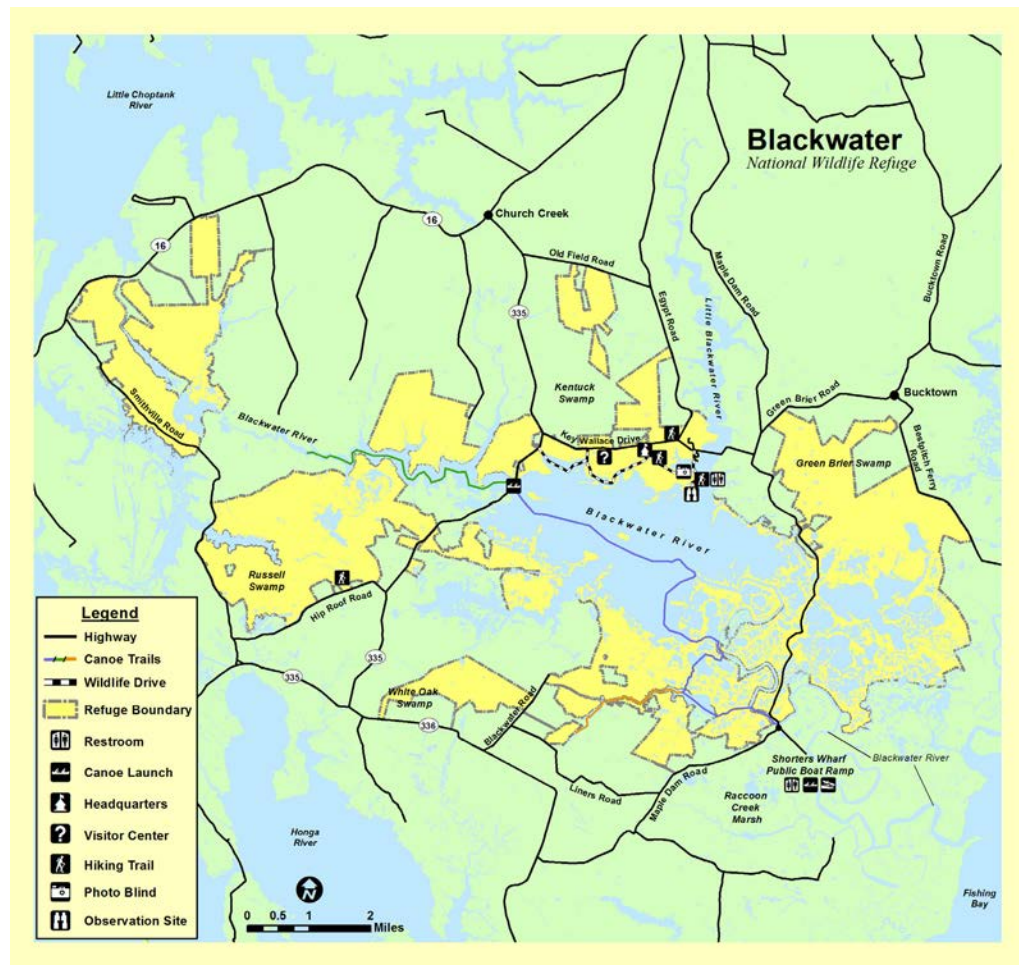 Little Choptank
River
Blackwater
National Wildlife Refuge
16
Church Creek
16
Old Field Road
335
Egypt Road
Little Blackwater River
Maple Dam Road
Bucktown Road
Smithville Road
Blackwater River
Kentuck
Swamp
Key Wallace Drive
Green Brier Road
Bucktown
Bestpitch Ferry
Road
Green Brier Swamp
Blackwater River
Russell
Swamp
Hip Roof Road
335
335
White Oak
Swamp
336
Blackwater Road
Liners Road
Maple Dam Road
Shorters Wharf
Public Boat Ramp
Blackwater River
Raccoon
Creek
Marsh
Honga
River
Fishing
Bay
Legend
Highway
Canoe Trails
Wildlife Drive
Refuge Boundary
Restroom
Canoe Launch
Headquarters
?
Visitor Center
Hiking Trail
Photo Blind
Observation Site
?
N
0 0.5 1 2
Miles